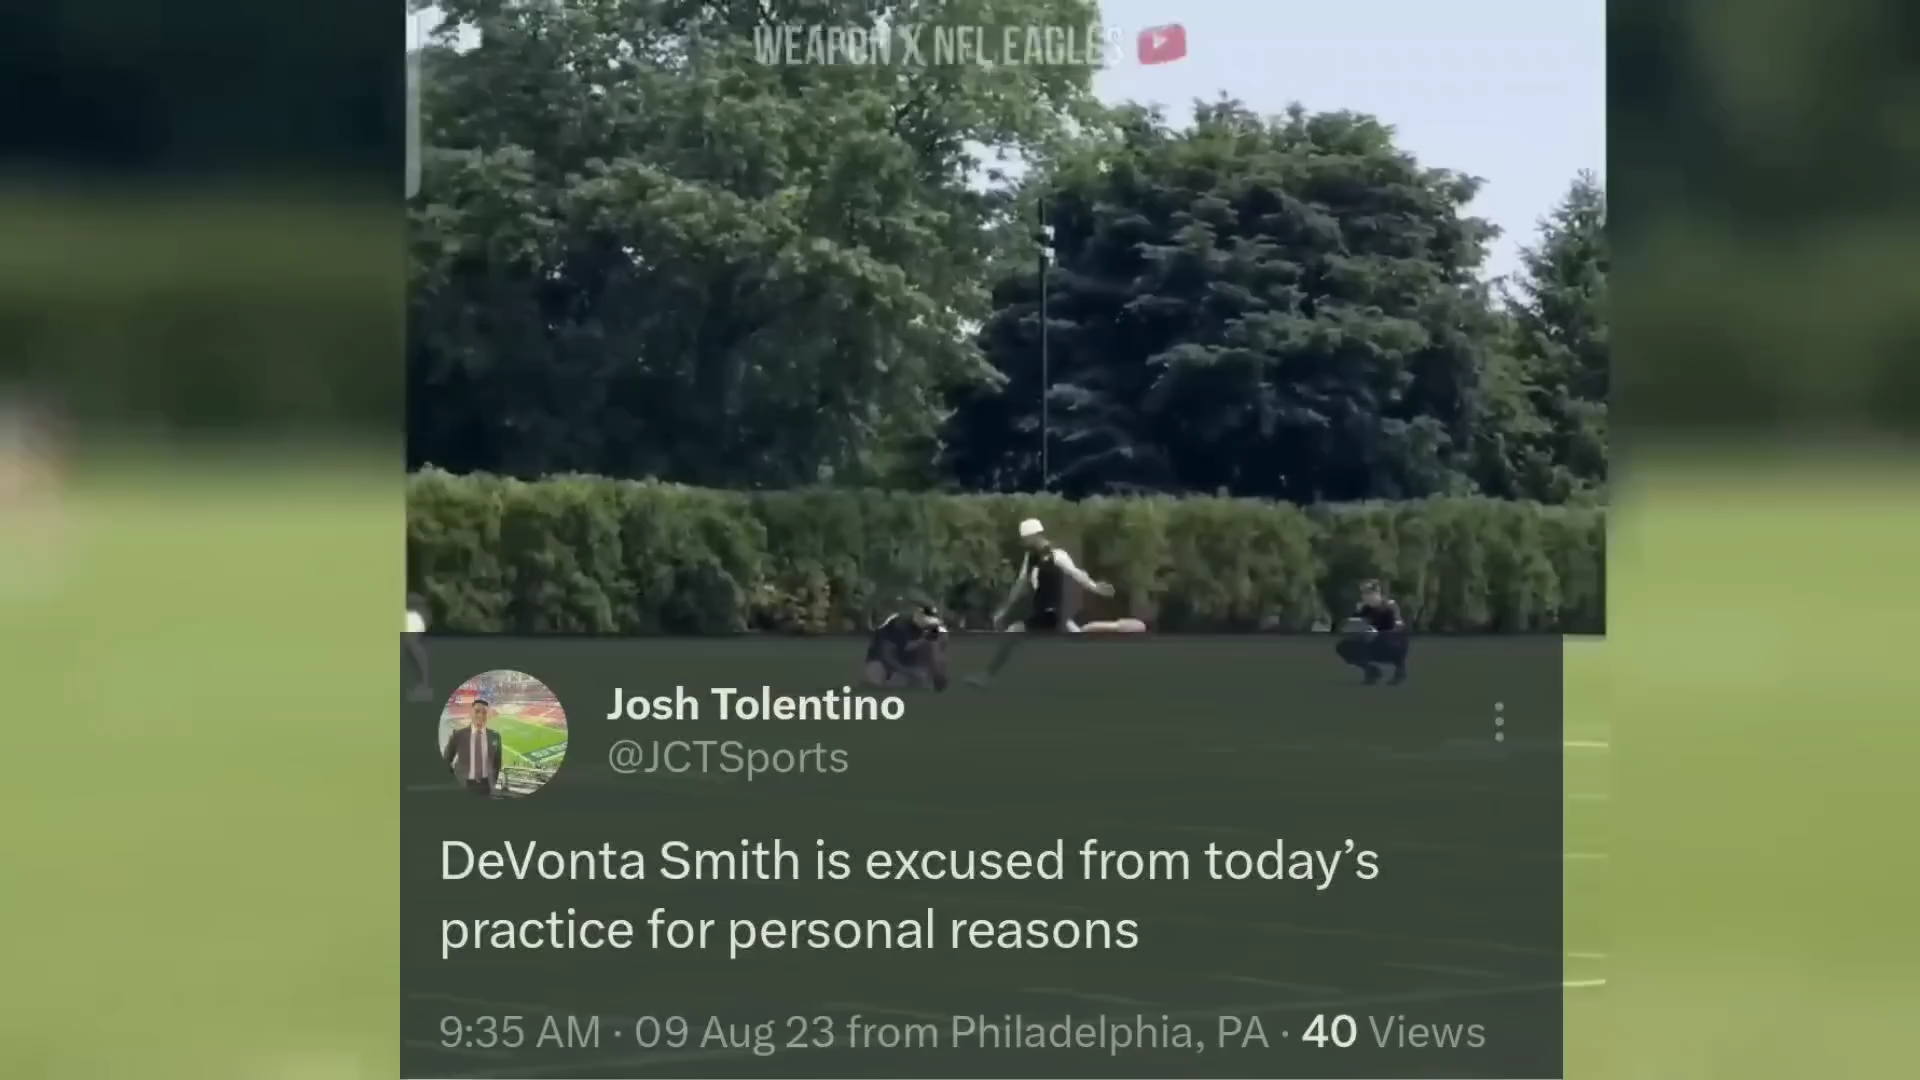 WEAPON X NFL EAGLES
Josh Tolentino
@JCTSports
DeVonta Smith is excused from today’s
practice for personal reasons
9:35 AM · 09 Aug 23 from Philadelphia, PA · 40 Views